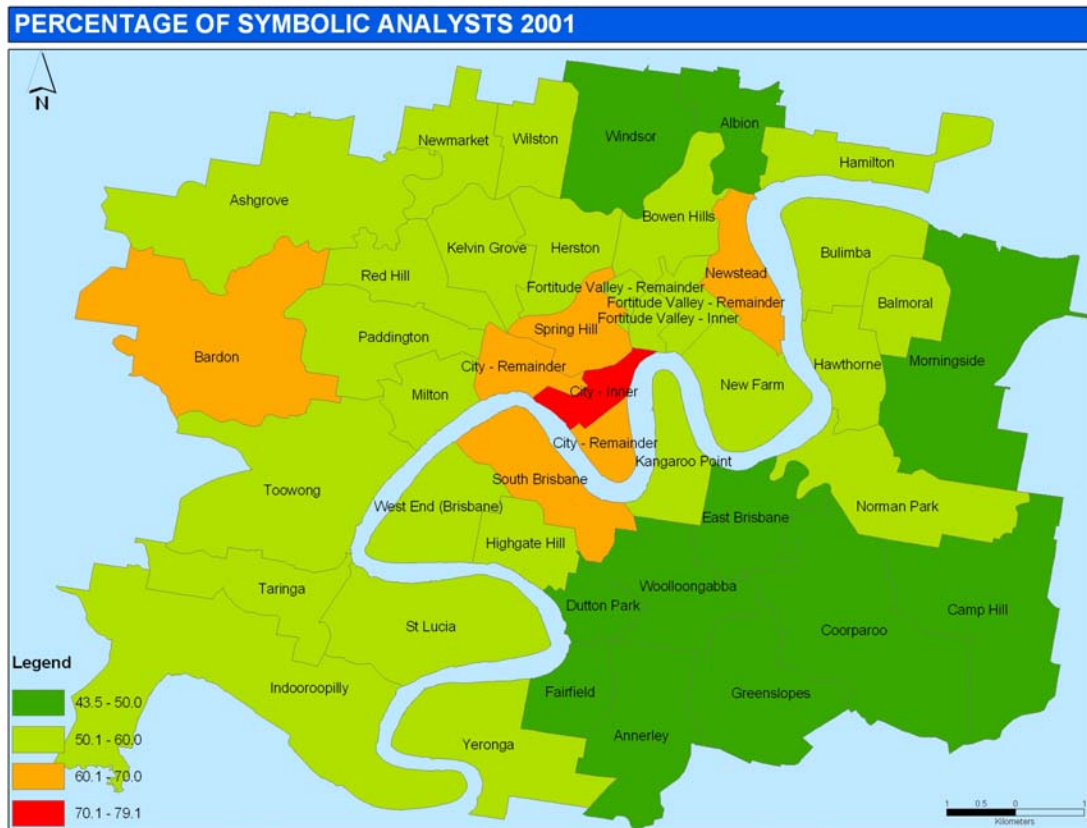 PERCENTAGE OF SYMBOLIC ANALYSTS 2001
N
Newmarket
Wilston
Windsor
Albion
Hamilton
Ashgrove
Bowen Hills
Kelvin Grove
Herston
Bulimba
Red Hill
Newstead
Fortitude Valley - Remainder
Fortitude Valley - Remainder
Fortitude Valley - Inner
Balmoral
Spring Hill
Paddington
Bardon
City - Remainder
Morningside
Hawthorne
City - Inner
New Farm
Milton
City - Remainder
Kangaroo Point
South Brisbane
Toowong
West End (Brisbane)
Norman Park
East Brisbane
Highgate Hill
Taringa
Woolloongabba
Dutton Park
Camp Hill
St Lucia
Coorparoo
Legend
Indooroopilly
Fairfield
Greenslopes
43.5 - 50.0
Annerley
Yeronga
50.1 - 60.0
60.1 - 70.0
70.1 - 79.1
1 0.5 0 1
Kilometers